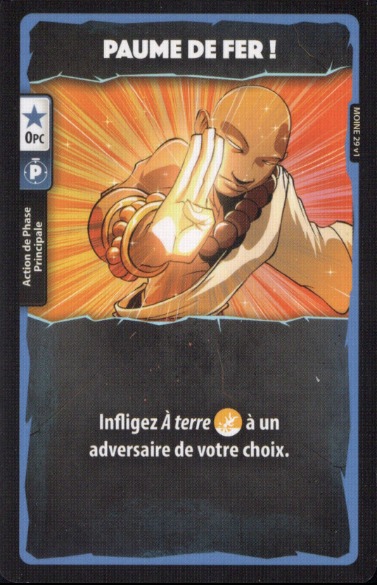 PAUME DE FER !
0PC
P
Action de Phase
Principale
MOINE 29 v1
Infligez À terre à un
adversaire de votre choix.